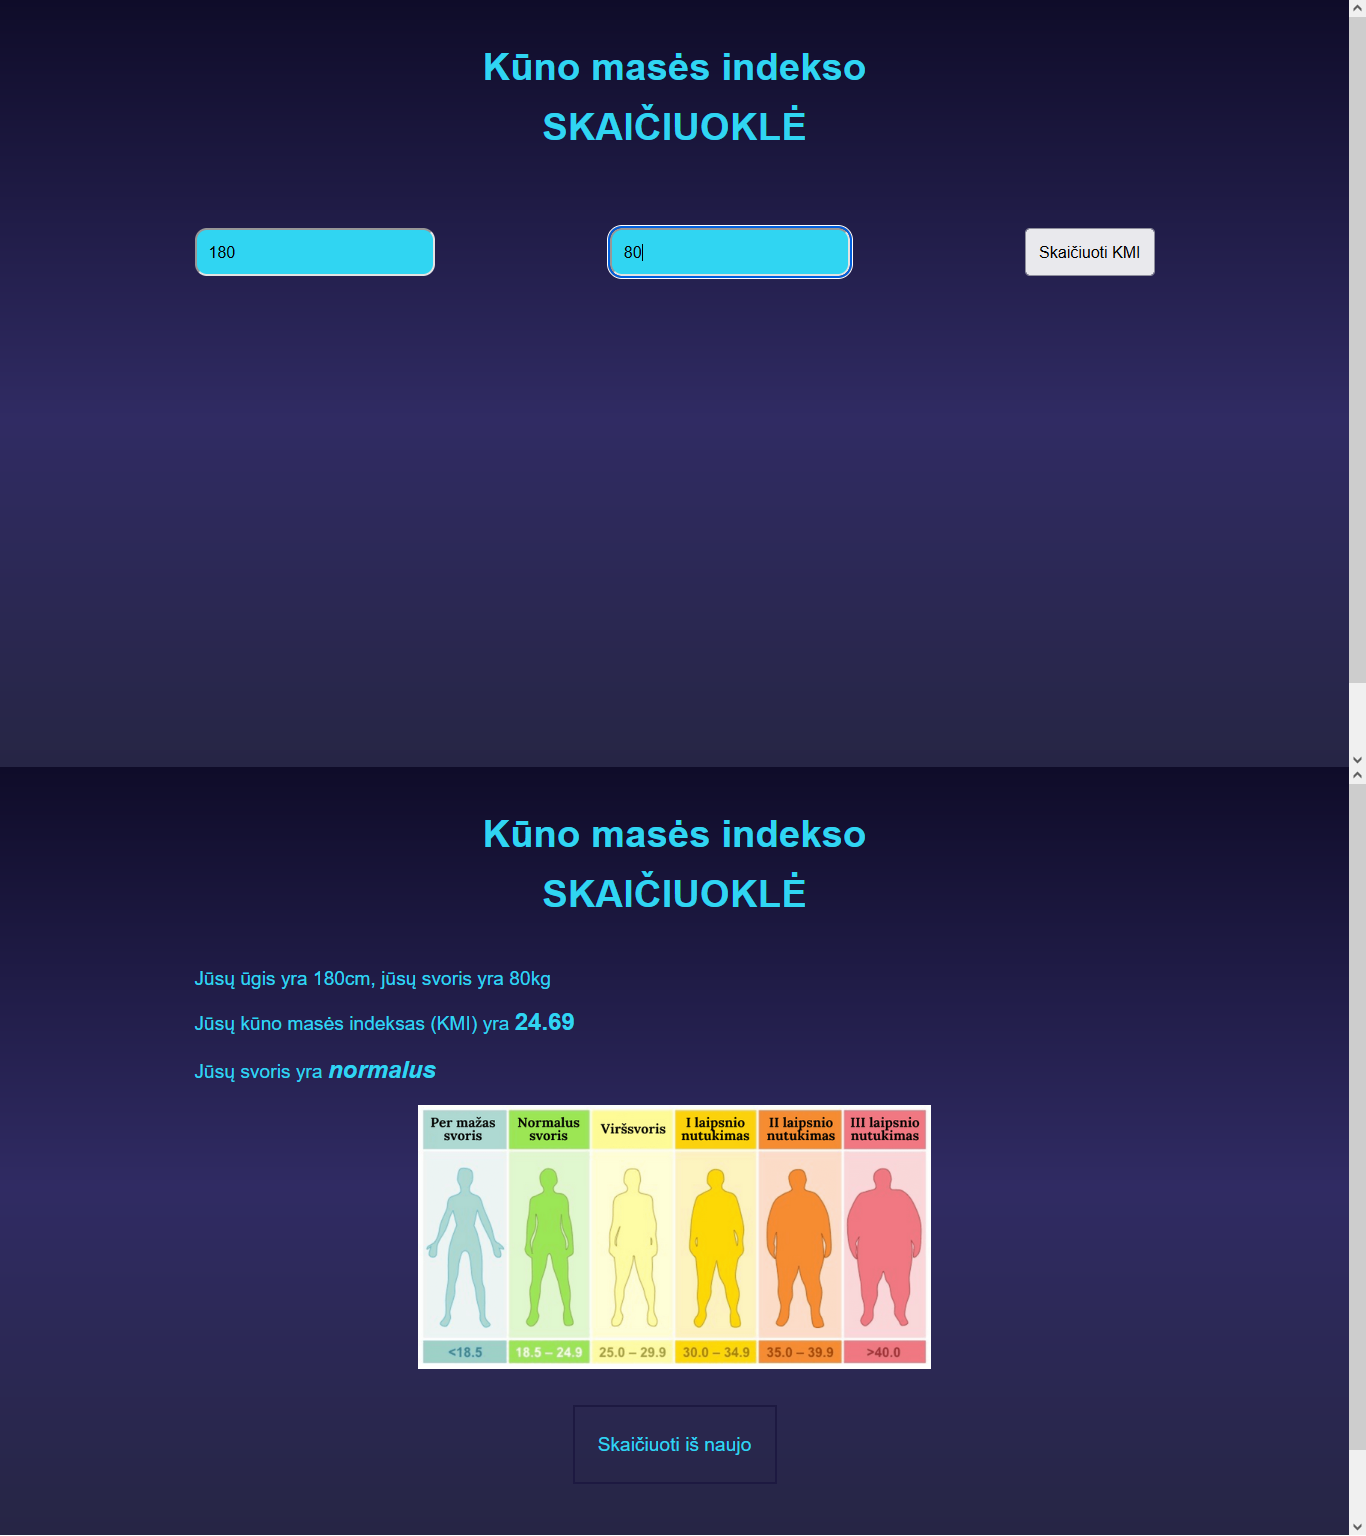 Kūno masės indekso
SKAIČIUOKLĖ
180
80
Skaičiuoti KMI
Kūno masės indekso
SKAIČIUOKLĖ
Jūsų ūgis yra 180cm, jūsų svoris yra 80kg
Jūsų kūno masės indeksas (KMI) yra 24.69
Jūsų svoris yra normalus
Per mažas svoris
Normalus svoris
Viršsvoris
I laipsnio nutukimas
II laipsnio nutukimas
III laipsnio nutukimas
<18.5
18.5 – 24.9
25.0 – 29.9
30.0 – 34.9
35.0 – 39.9
>40.0
Skaičiuoti iš naujo